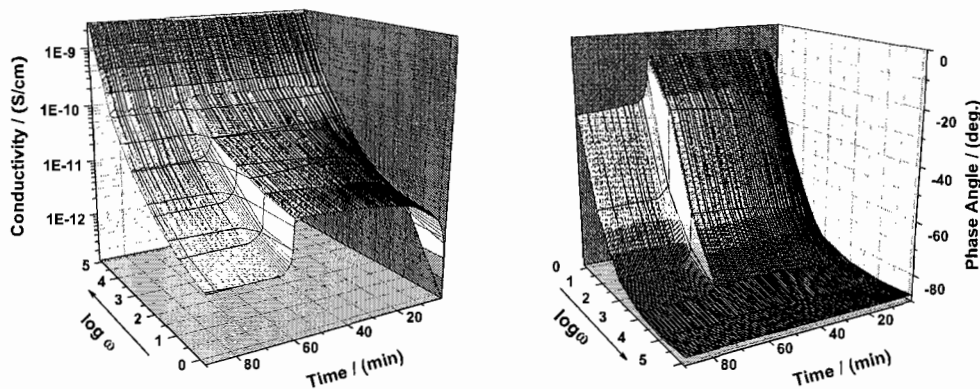 Conductivity / (S/cm)
1E-9
1E-10
1E-11
1E-12
5
4
3
2
1
0
log ω
80
60
40
20
Time / (min)
0
-20
-40
-60
-80
Phase Angle / (deg.)
0
1
2
3
4
5
logω
80
60
40
20
Time / (min)